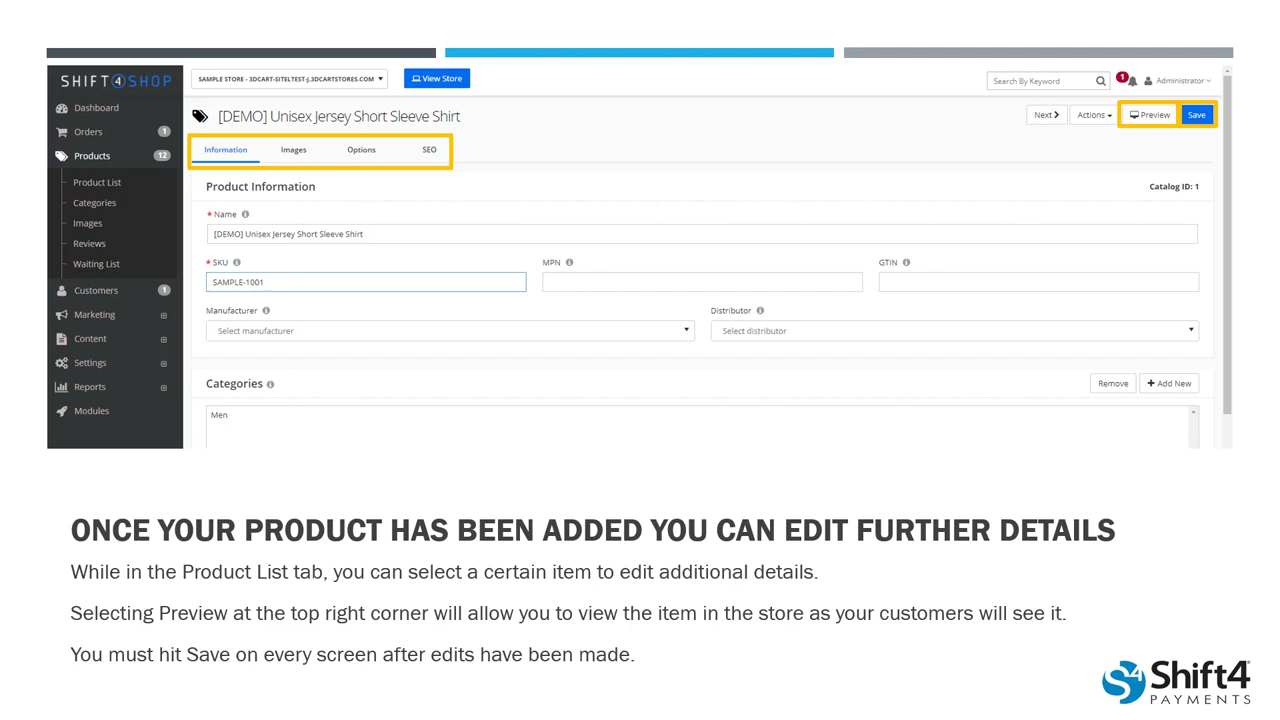 SHIFT4SHOP
SAMPLE STORE - 3DCART-SITELTEST-J.3DCARTSTORES.COM
View Store
Search By Keyword
1
Administrator
Dashboard
Orders 1
Products 12
Product List
Categories
Images
Reviews
Waiting List
Customers 1
Marketing
Content
Settings
Reports
Modules
[DEMO] Unisex Jersey Short Sleeve Shirt
Next
Actions
Preview
Save
Information Images Options SEO
Product Information
Catalog ID: 1
* Name
[DEMO] Unisex Jersey Short Sleeve Shirt
* SKU MPN GTIN
SAMPLE-1001
Manufacturer Distributor
Select manufacturer Select distributor
Categories
Remove
Add New
Men
ONCE YOUR PRODUCT HAS BEEN ADDED YOU CAN EDIT FURTHER DETAILS
While in the Product List tab, you can select a certain item to edit additional details.
Selecting Preview at the top right corner will allow you to view the item in the store as your customers will see it.
You must hit Save on every screen after edits have been made.
S4 Shift4
PAYMENTS